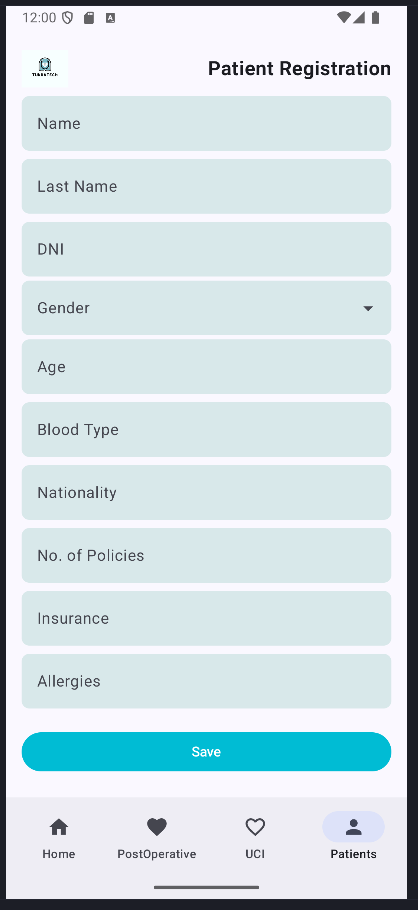 12:00
TUNKATECH
Patient Registration
Name
Last Name
DNI
Gender
Age
Blood Type
Nationality
No. of Policies
Insurance
Allergies
Save
Home PostOperative UCI Patients